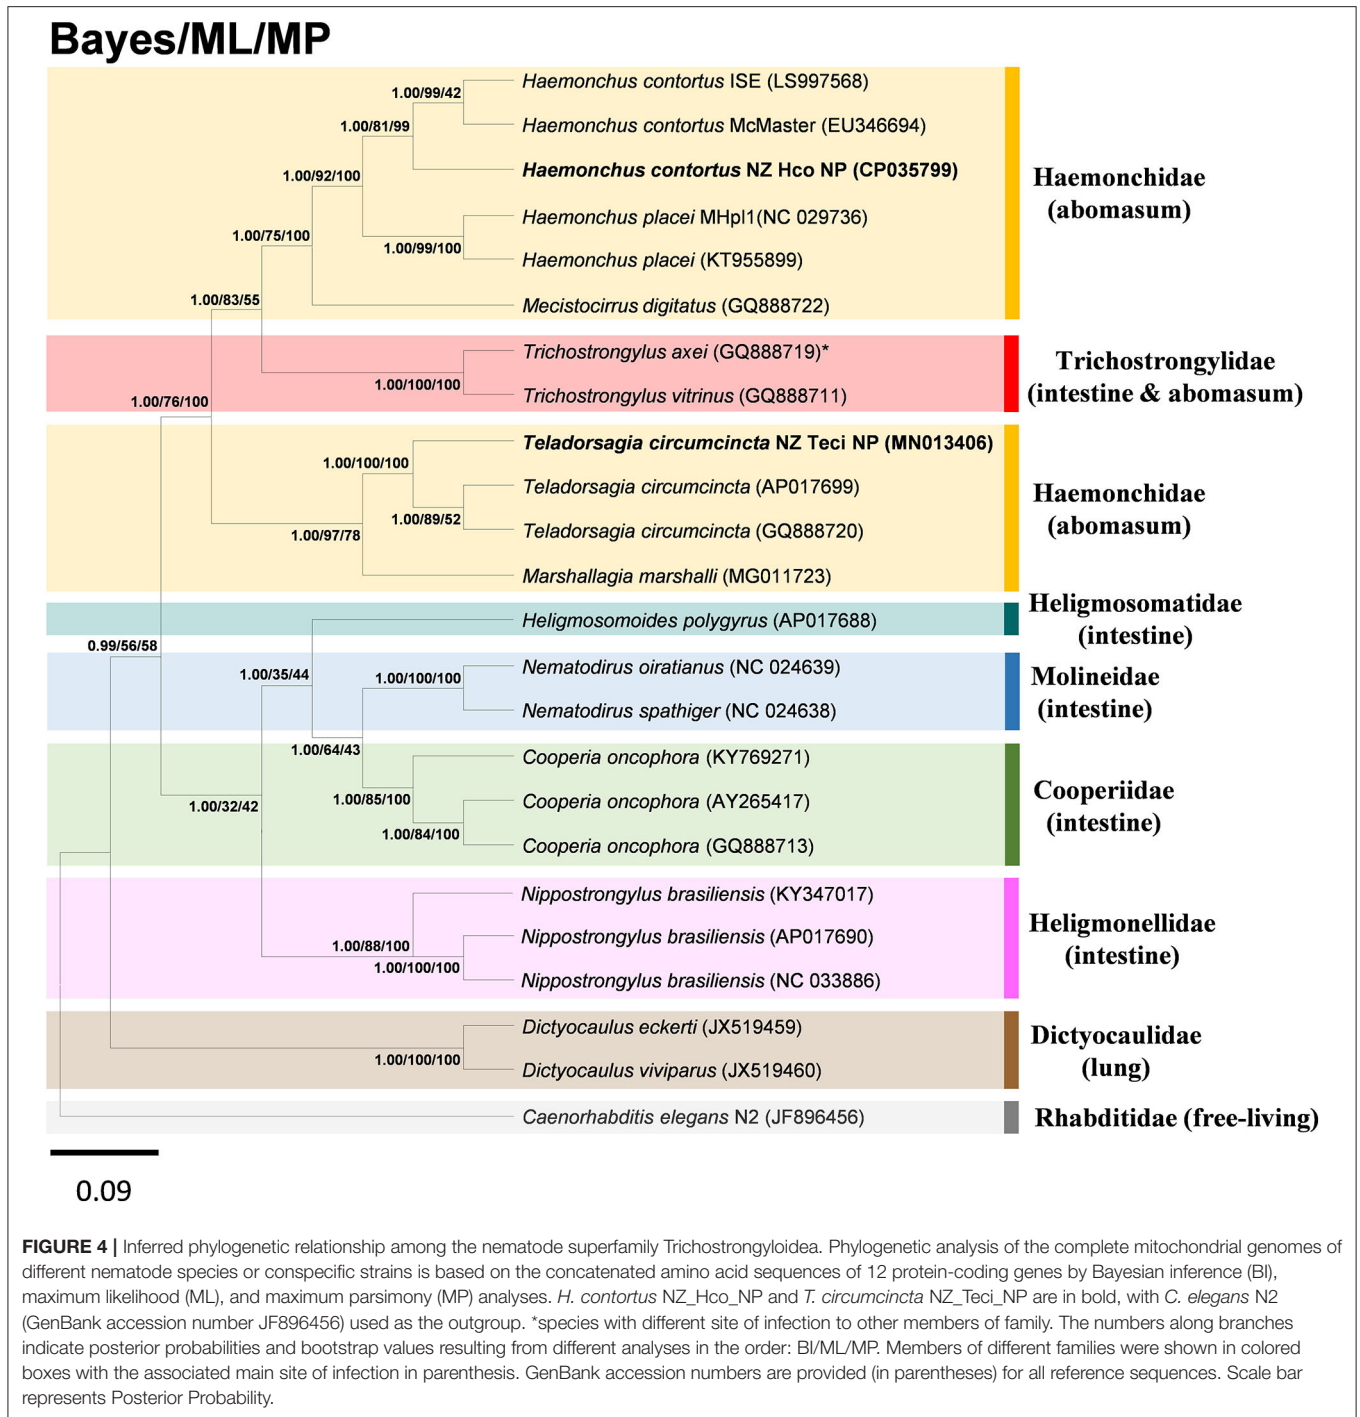 Bayes/ML/MP
Haemonchus contortus ISE (LS997568)
1.00/99/42
Haemonchus contortus McMaster (EU346694)
1.00/81/99
Haemonchus contortus NZ Hco NP (CP035799)
1.00/92/100
Haemonchus placei MHpl1(NC 029736)
1.00/99/100
Haemonchus placei (KT955899)
1.00/75/100
Mecistocirrus digitatus (GQ888722)
Haemonchidae
(abomasum)
1.00/83/55
Trichostrongylus axei (GQ888719)*
1.00/100/100
Trichostrongylus vitrinus (GQ888711)
Trichostrongylidae
(intestine & abomasum)
1.00/76/100
Teladorsagia circumcincta NZ Teci NP (MN013406)
1.00/100/100
Teladorsagia circumcincta (AP017699)
1.00/89/52
Teladorsagia circumcincta (GQ888720)
1.00/97/78
Marshallagia marshalli (MG011723)
Haemonchidae
(abomasum)
Heligmosomoides polygyrus (AP017688)
Heligmosomatidae
(intestine)
0.99/56/58
1.00/35/44
Nematodirus oiratianus (NC 024639)
1.00/100/100
Nematodirus spathiger (NC 024638)
Molineidae
(intestine)
1.00/64/43
Cooperia oncophora (KY769271)
1.00/85/100
Cooperia oncophora (AY265417)
1.00/84/100
Cooperia oncophora (GQ888713)
Cooperiidae
(intestine)
1.00/32/42
Nippostrongylus brasiliensis (KY347017)
1.00/88/100
Nippostrongylus brasiliensis (AP017690)
1.00/100/100
Nippostrongylus brasiliensis (NC 033886)
Heligmonellidae
(intestine)
Dictyocaulus eckerti (JX519459)
1.00/100/100
Dictyocaulus viviparus (JX519460)
Dictyocaulidae
(lung)
Caenorhabditis elegans N2 (JF896456)
Rhabditidae (free-living)
0.09
FIGURE 4 | Inferred phylogenetic relationship among the nematode superfamily Trichostrongyloidea. Phylogenetic analysis of the complete mitochondrial genomes of
different nematode species or conspecific strains is based on the concatenated amino acid sequences of 12 protein-coding genes by Bayesian inference (BI),
maximum likelihood (ML), and maximum parsimony (MP) analyses. H. contortus NZ_Hco_NP and T. circumcincta NZ_Teci_NP are in bold, with C. elegans N2
(GenBank accession number JF896456) used as the outgroup. *species with different site of infection to other members of family. The numbers along branches
indicate posterior probabilities and bootstrap values resulting from different analyses in the order: BI/ML/MP. Members of different families were shown in colored
boxes with the associated main site of infection in parenthesis. GenBank accession numbers are provided (in parentheses) for all reference sequences. Scale bar
represents Posterior Probability.